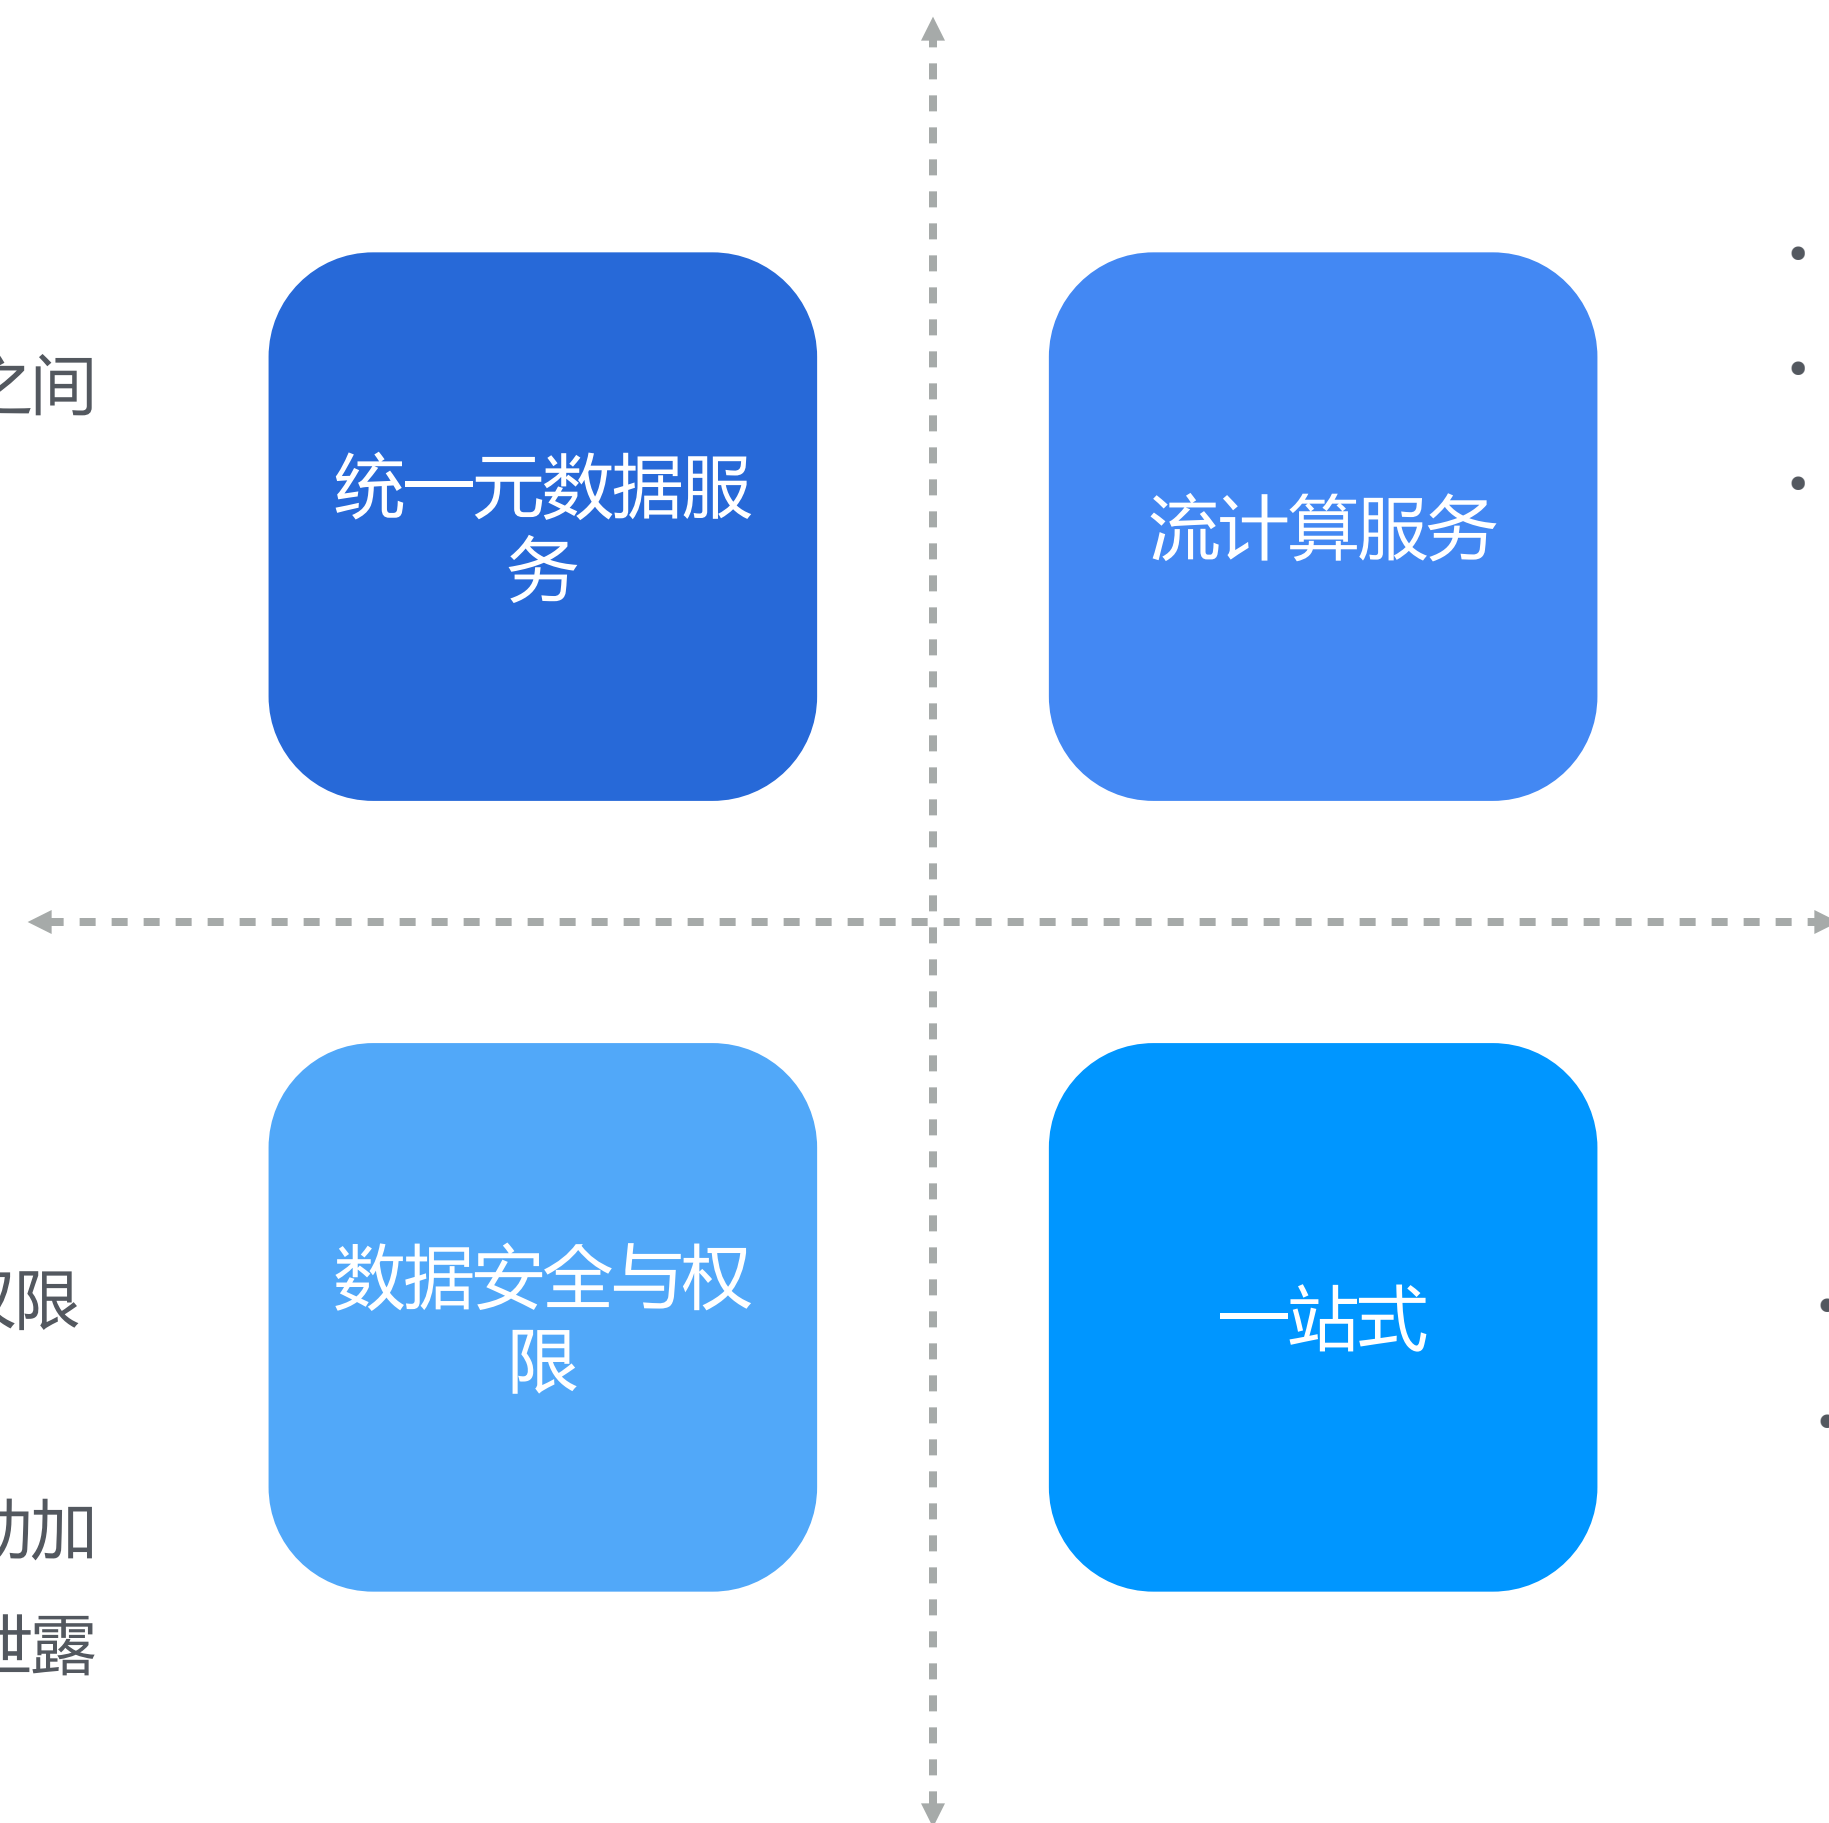 之间
统一元数据服
务
流计算服务
限
数据安全与权
限
一站式
加
泄露